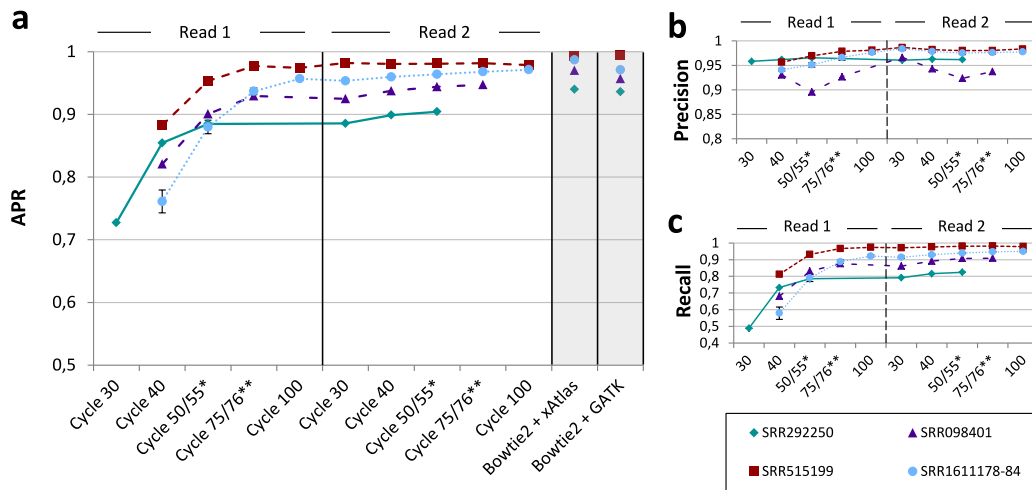 a
Read 1
Read 2
APR
1
0,9
0,8
0,7
0,6
0,5
Cycle 30
Cycle 40
Cycle 50/55*
Cycle 75/76**
Cycle 100
Cycle 30
Cycle 40
Cycle 50/55*
Cycle 75/76**
Cycle 100
Bowtie2 + xAtlas
Bowtie2 + GATK
b
Read 1
Read 2
Precision
1
0,95
0,9
0,85
0,8
30
40
50/55*
75/76**
100
30
40
50/55*
75/76**
100
c
Read 1
Read 2
Recall
1
0,9
0,8
0,7
0,6
0,5
0,4
30
40
50/55*
75/76**
100
30
40
50/55*
75/76**
100
SRR292250
SRR098401
SRR515199
SRR1611178-84